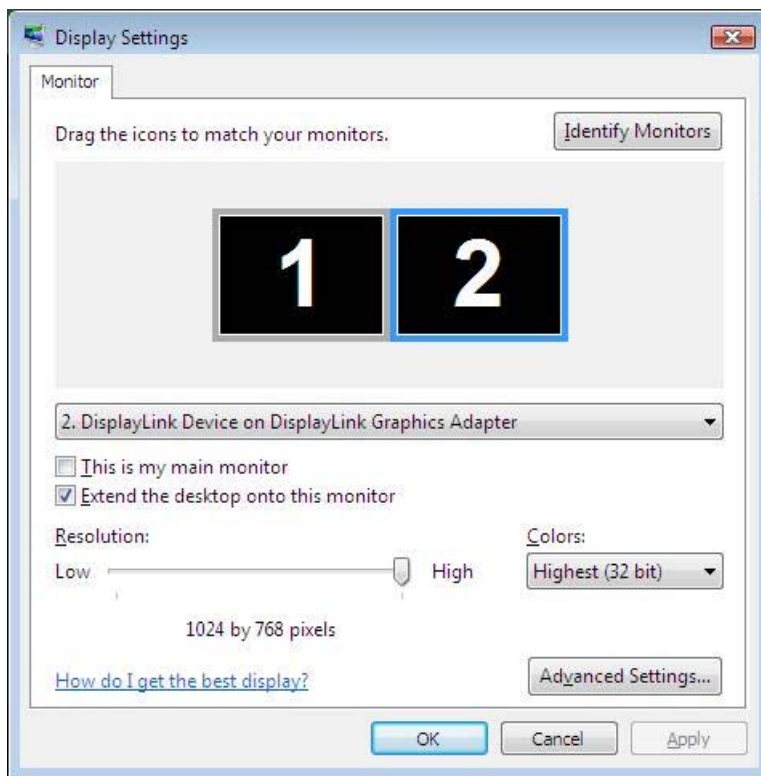 Display Settings
Monitor
Drag the icons to match your monitors.
Identify Monitors
1 2
2. DisplayLink Device on DisplayLink Graphics Adapter
This is my main monitor
Extend the desktop onto this monitor
Resolution:
Colors:
Low High
Highest (32 bit)
1024 by 768 pixels
How do I get the best display?
Advanced Settings...
OK Cancel Apply